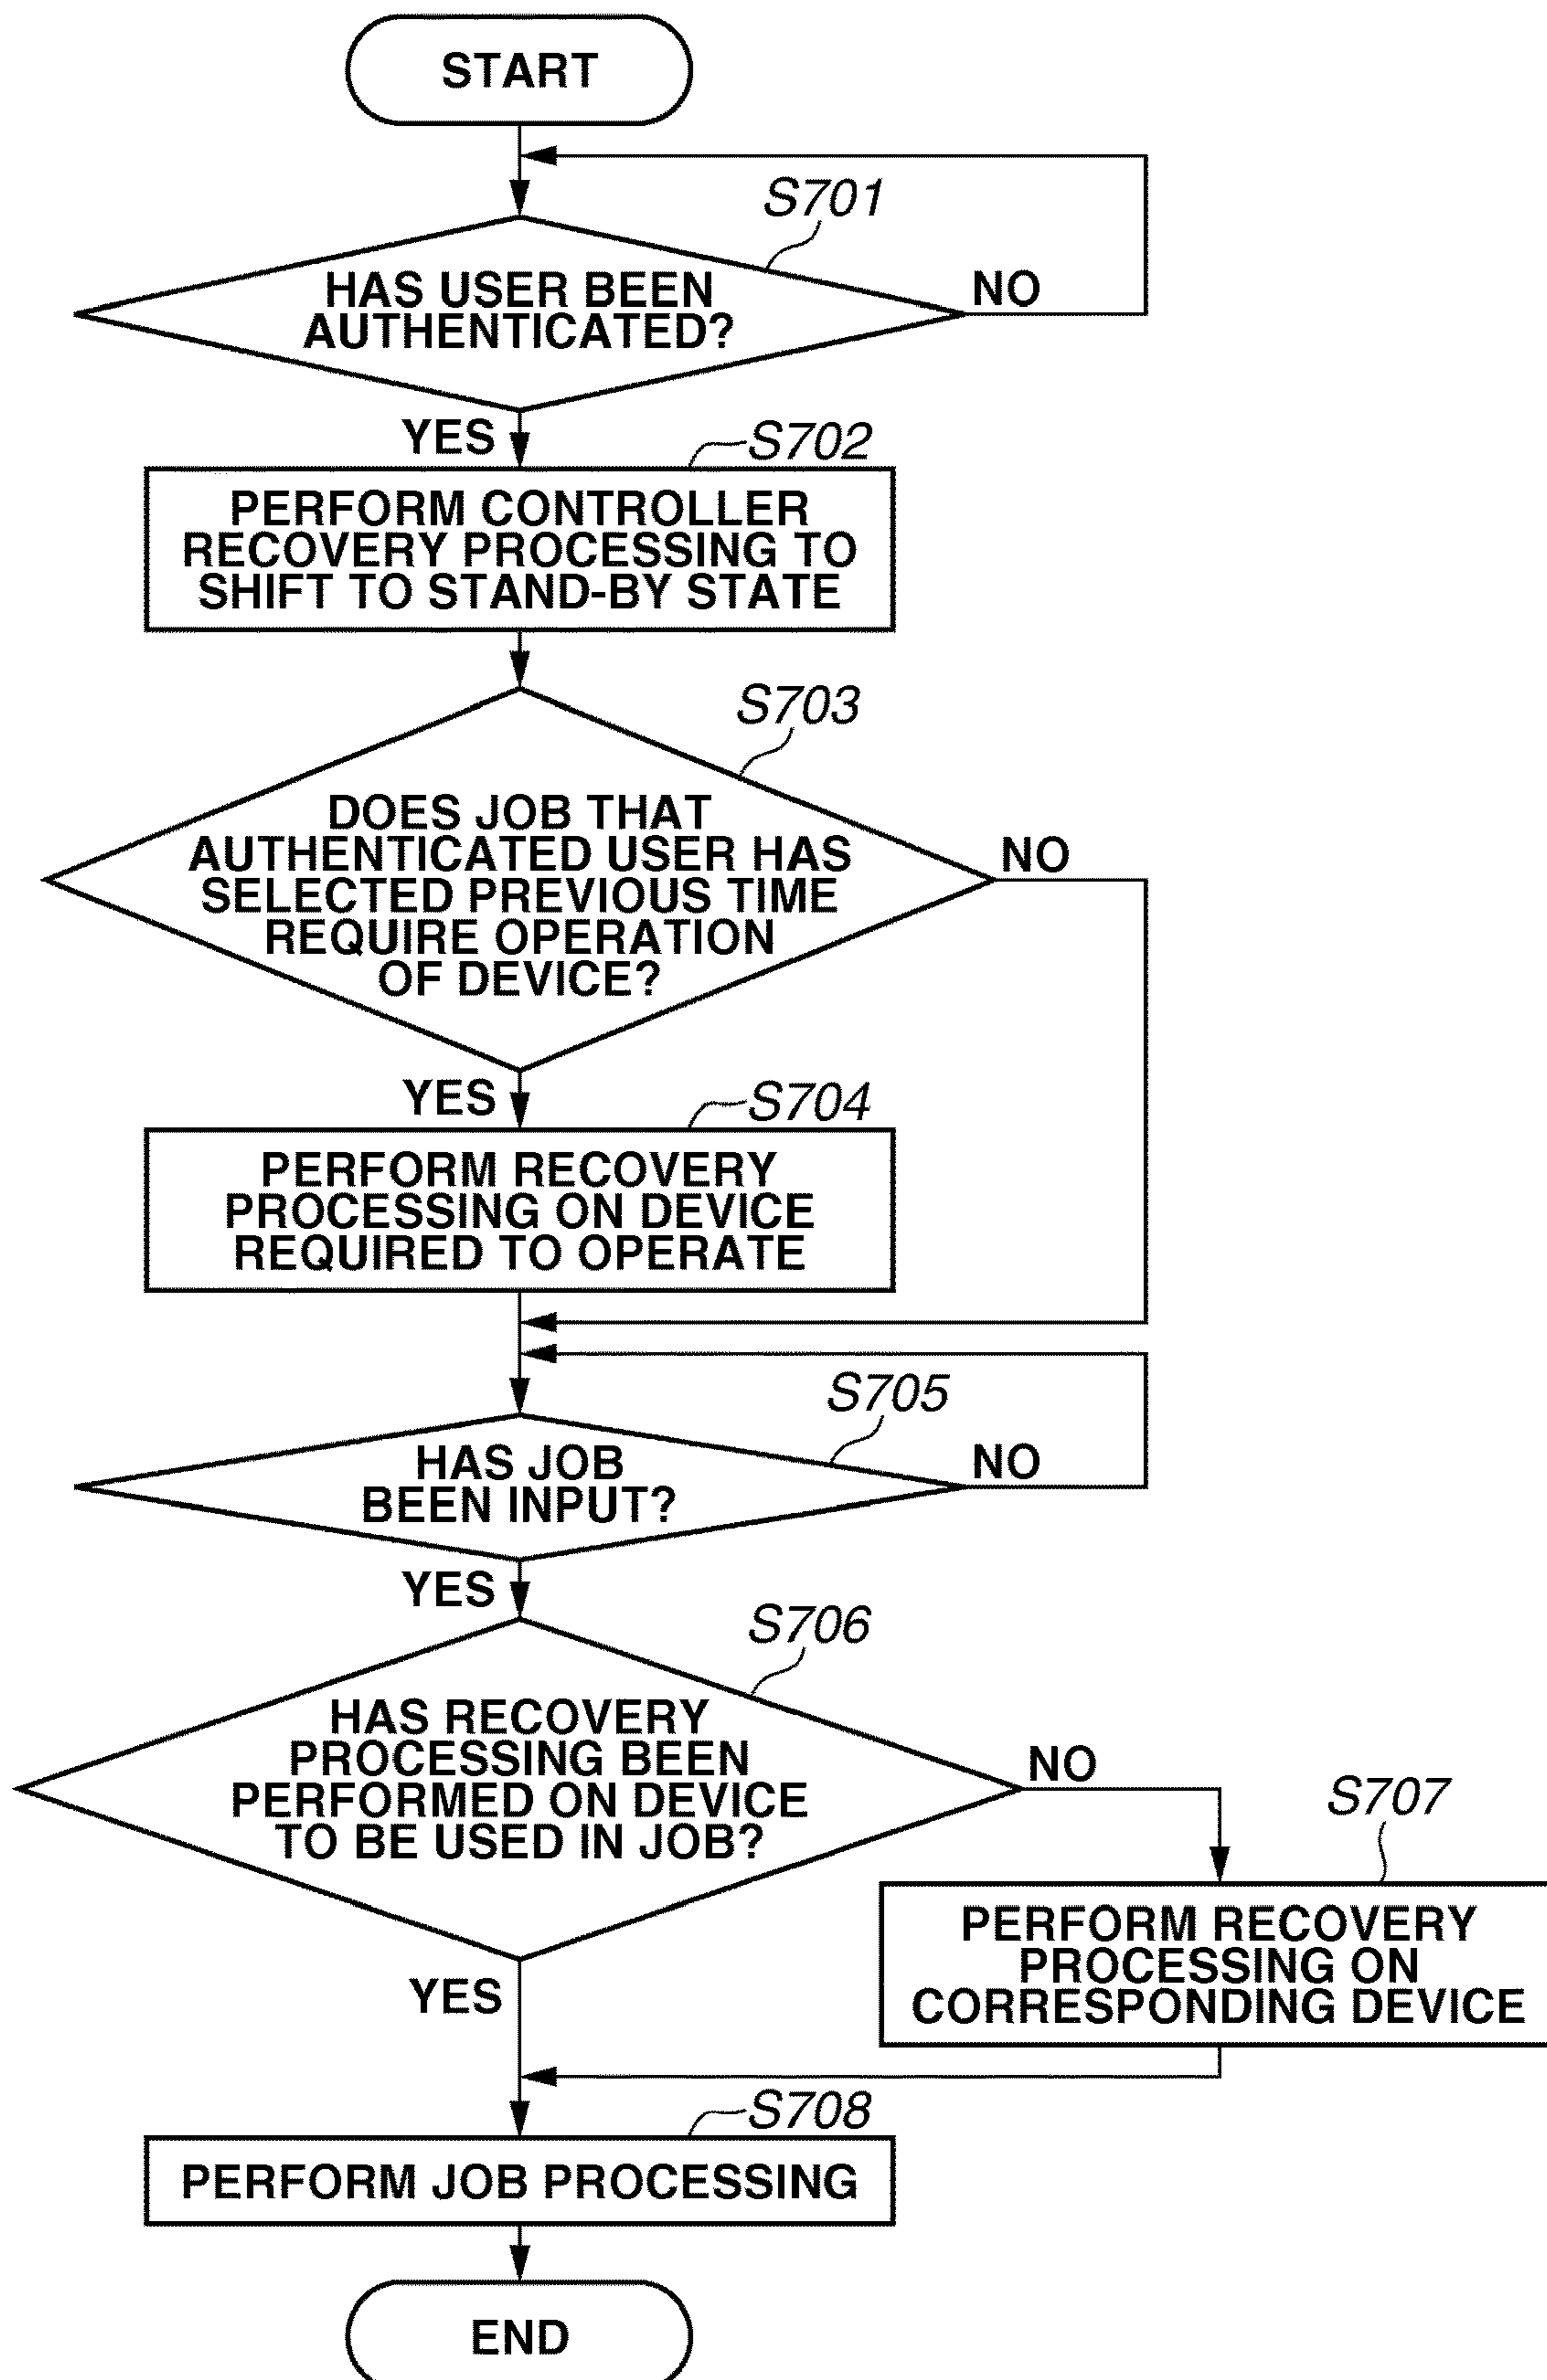 START
S701
HAS USER BEEN
AUTHENTICATED?
NO
YES
S702
PERFORM CONTROLLER
RECOVERY PROCESSING TO
SHIFT TO STAND-BY STATE
S703
DOES JOB THAT
AUTHENTICATED USER HAS
SELECTED PREVIOUS TIME
REQUIRE OPERATION
OF DEVICE?
NO
YES
S704
PERFORM RECOVERY
PROCESSING ON DEVICE
REQUIRED TO OPERATE
S705
HAS JOB
BEEN INPUT?
NO
YES
S706
HAS RECOVERY
PROCESSING BEEN
PERFORMED ON DEVICE
TO BE USED IN JOB?
NO
S707
PERFORM RECOVERY
PROCESSING ON
CORRESPONDING DEVICE
YES
S708
PERFORM JOB PROCESSING
END